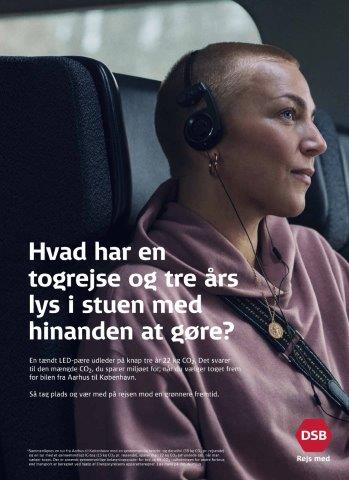 Hvad har en
togrejse og tre års
lys i stuen med
hinanden at gøre?
En tændt LED-pære udleder på knap tre år 22 kg CO₂. Det svarer
til den mængde CO₂, du sparer miljøet for, når du vælger toget frem
for bilen fra Aarhus til København.
Så tag plads og vær med på rejsen mod en grønnere fremtid.
DSB
Rejs med